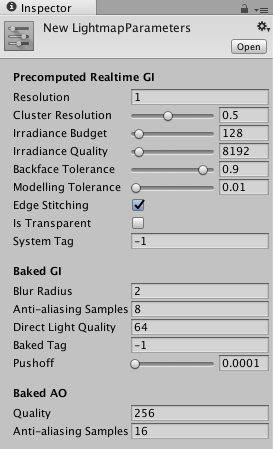 Inspector
New LightmapParameters
Open
Precomputed Realtime GI
Resolution 1
Cluster Resolution 0.5
Irradiance Budget 128
Irradiance Quality 8192
Backface Tolerance 0.9
Modelling Tolerance 0.01
Edge Stitching
Is Transparent
System Tag -1
Baked GI
Blur Radius 2
Anti-aliasing Samples 8
Direct Light Quality 64
Baked Tag -1
Pushoff 0.0001
Baked AO
Quality 256
Anti-aliasing Samples 16